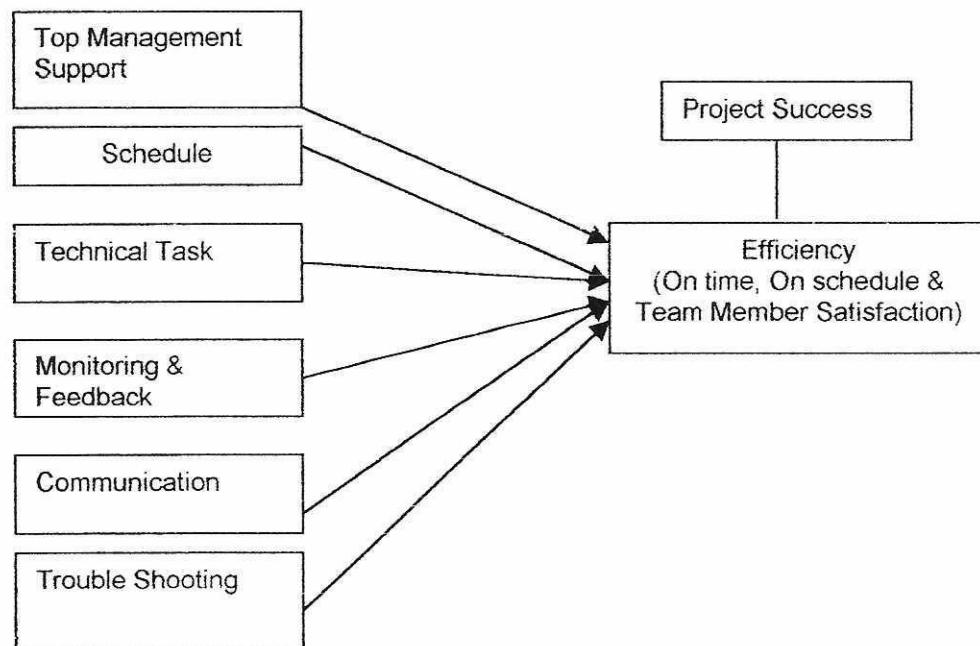 Top Management
Support
Schedule
Technical Task
Monitoring &
Feedback
Communication
Trouble Shooting
Project Success
Efficiency
(On time, On schedule &
Team Member Satisfaction)